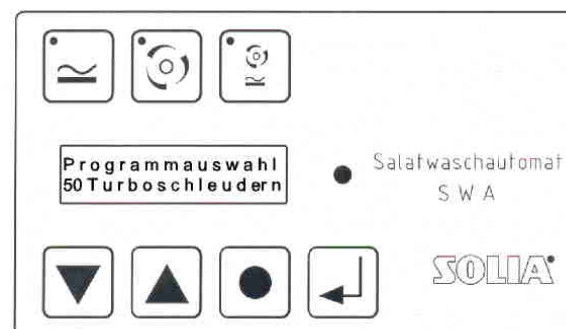 Programmauswahl
50 Turboschleudern
Salatwaschautomat
SWA
SOLIA